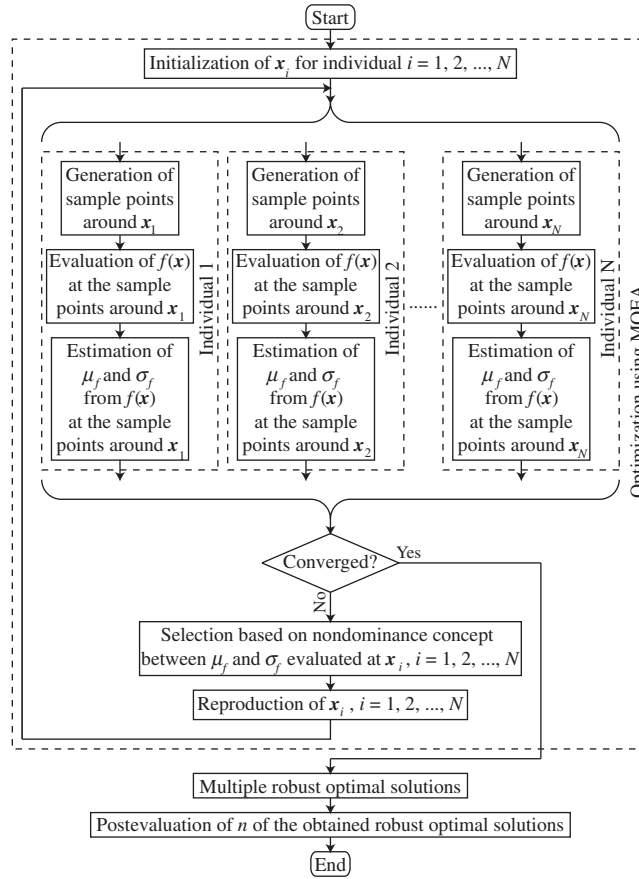 Start
Initialization of x_i for individual i = 1, 2, ..., N
Generation of
sample points
around x_1
Evaluation of f(x)
at the sample
points around x_1
Estimation of
μ_f and σ_f
from f(x)
at the sample
points around x_1
Individual 1
Generation of
sample points
around x_2
Evaluation of f(x)
at the sample
points around x_2
Estimation of
μ_f and σ_f
from f(x)
at the sample
points around x_2
Individual 2
......
Generation of
sample points
around x_N
Evaluation of f(x)
at the sample
points around x_N
Estimation of
μ_f and σ_f
from f(x)
at the sample
points around x_N
Individual N
Optimization using MOEA
Converged?
Yes
No
Selection based on nondominance concept
between μ_f and σ_f evaluated at x_i , i = 1, 2, ..., N
Reproduction of x_i , i = 1, 2, ..., N
Multiple robust optimal solutions
Postevaluation of n of the obtained robust optimal solutions
End